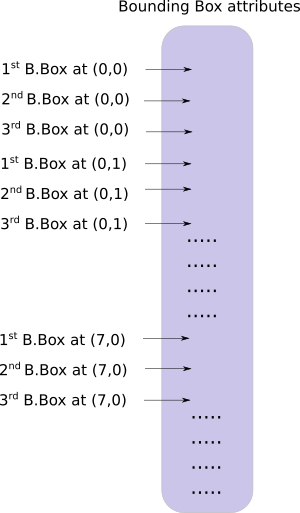 Bounding Box attributes
1st B.Box at (0,0)
2nd B.Box at (0,0)
3rd B.Box at (0,0)
1st B.Box at (0,1)
2nd B.Box at (0,1)
3rd B.Box at (0,1)
.....
.....
.....
.....
1st B.Box at (7,0)
2nd B.Box at (7,0)
3rd B.Box at (7,0)
.....
.....
.....
.....